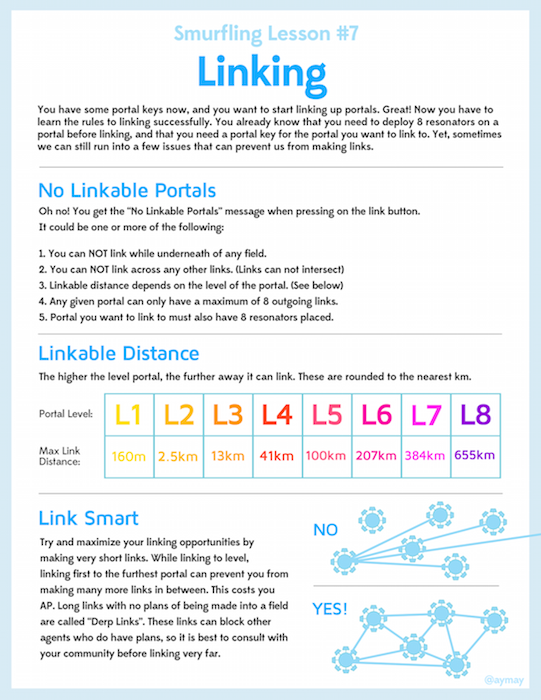 Smurfling Lesson #7
Linking
You have some portal keys now, and you want to start linking up portals. Great! Now you have to
learn the rules to linking successfully. You already know that you need to deploy 8 resonators on a
portal before linking, and that you need a portal key for the portal you want to link to. Yet, sometimes
we can still run into a few issues that can prevent us from making links.
No Linkable Portals
Oh no! You get the "No Linkable Portals" message when pressing on the link button.
It could be one or more of the following:
1. You can NOT link while underneath of any field.
2. You can NOT link across any other links. (Links can not intersect)
3. Linkable distance depends on the level of the portal. (See below)
4. Any given portal can only have a maximum of 8 outgoing links.
5. Portal you want to link to must also have 8 resonators placed.
Linkable Distance
The higher the level portal, the further away it can link. These are rounded to the nearest km.
Portal Level: L1 L2 L3 L4 L5 L6 L7 L8
Max Link
Distance: 160m 2.5km 13km 41km 100km 207km 384km 655km
Link Smart
Try and maximize your linking opportunities by
making very short links. While linking to level,
linking first to the furthest portal can prevent you from
making many more links in between. This costs you
AP. Long links with no plans of being made into a field
are called "Derp Links". These links can block other
agents who do have plans, so it is best to consult with
your community before linking very far.
NO
YES!
@aymay